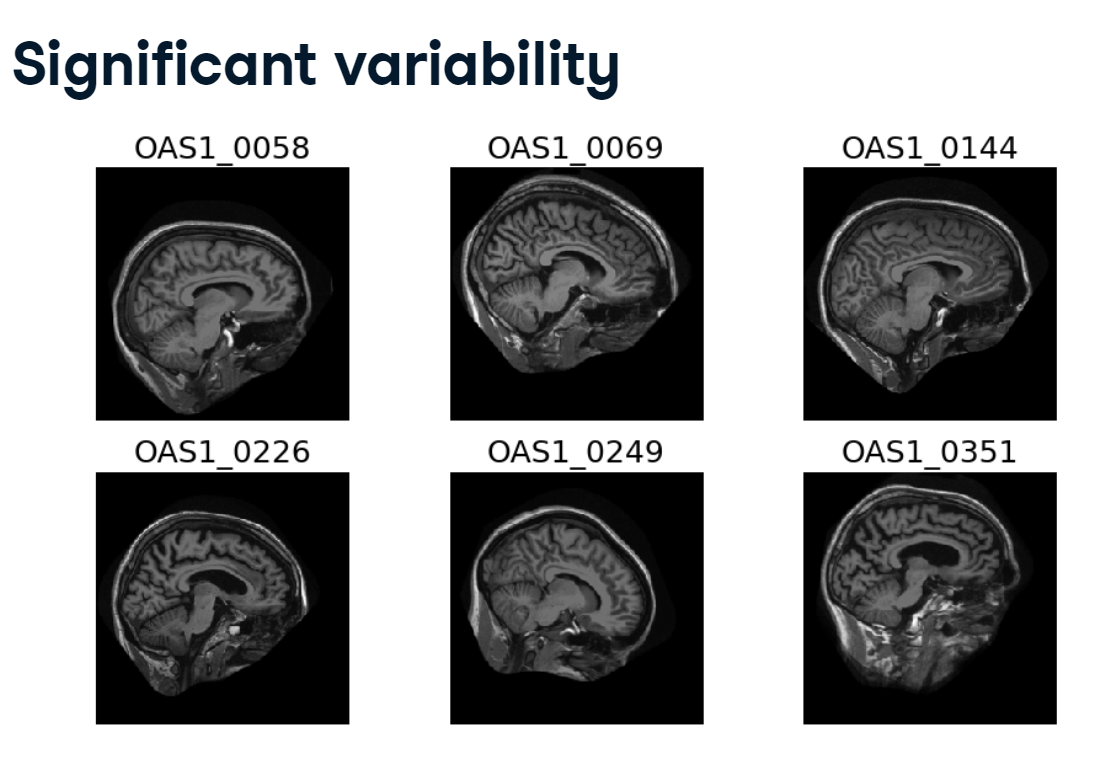 Significant variability
OAS1_0058 OAS1_0069 OAS1_0144
OAS1_0226 OAS1_0249 OAS1_0351